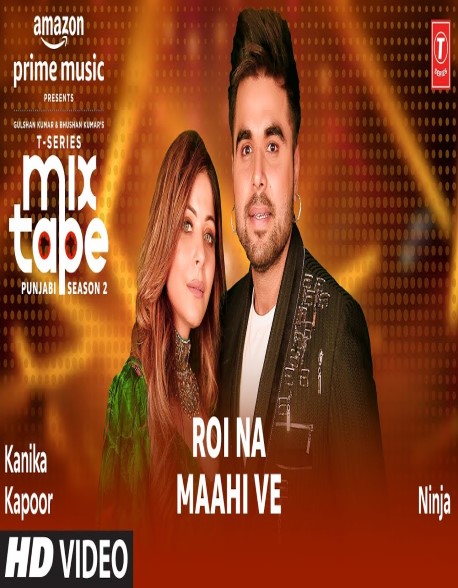 amazon
prime music
PRESENTS
GULSHAN KUMAR & BHUSHAN KUMAR'S
T-SERIES
mix
tape
PUNJABI SEASON 2
T
T-SERIES
ROI NA
MAAHI VE
Kanika
Kapoor
Ninja
HD VIDEO